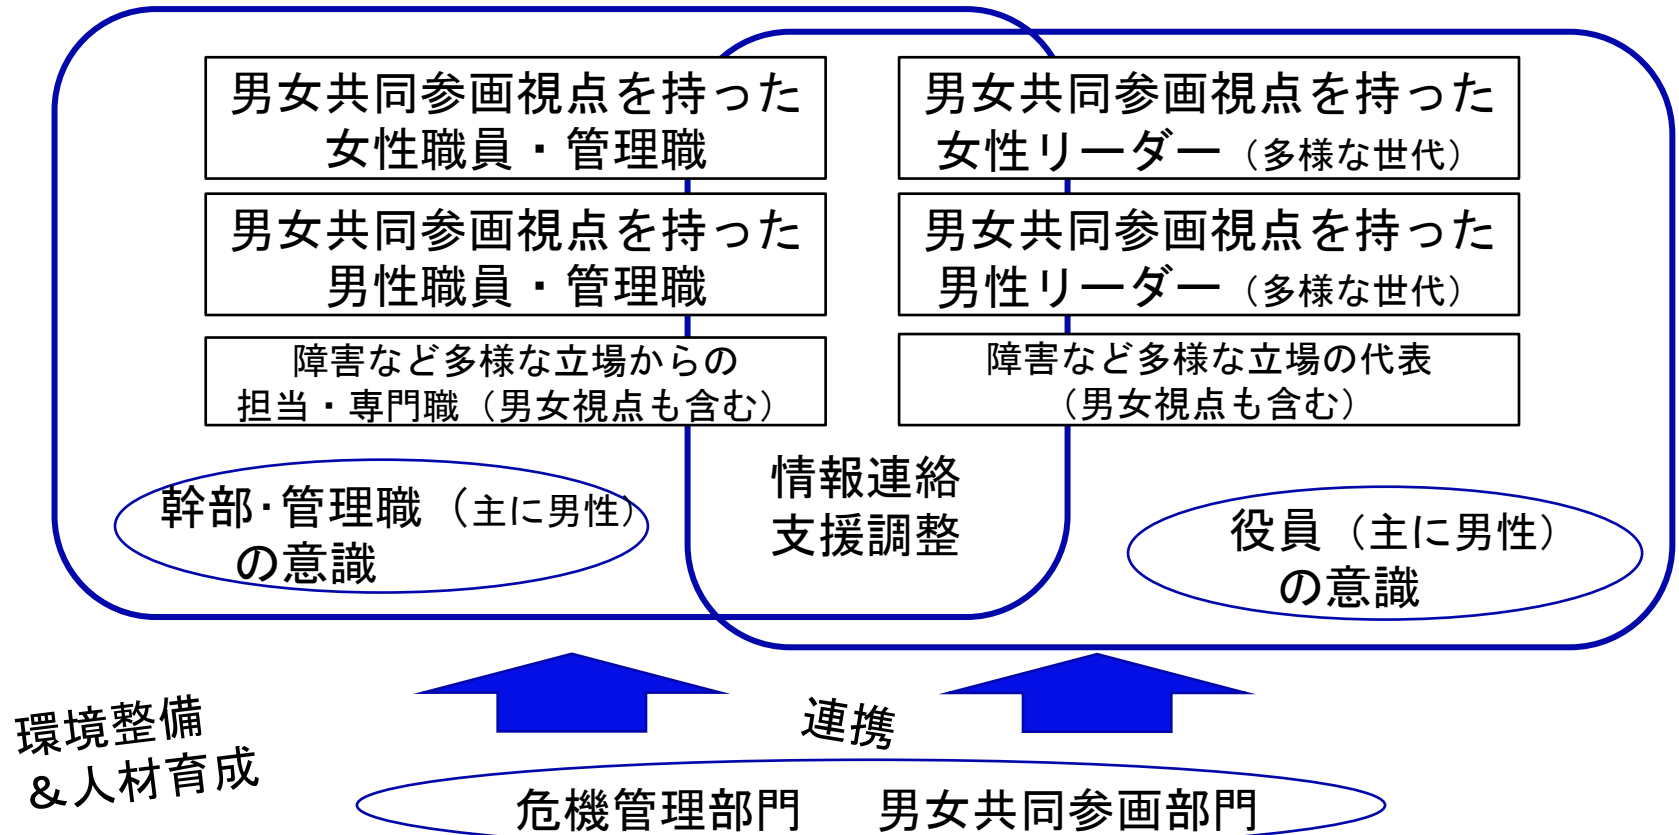 男女共同参画視点を持った
女性職員・管理職
男女共同参画視点を持った
女性リーダー（多様な世代）
男女共同参画視点を持った
男性職員・管理職
男女共同参画視点を持った
男性リーダー（多様な世代）
障害など多様な立場からの
担当・専門職（男女視点も含む）
障害など多様な立場の代表
（男女視点も含む）
幹部・管理職（主に男性）
の意識
情報連絡
支援調整
役員（主に男性）
の意識
環境整備
＆人材育成
連携
危機管理部門　男女共同参画部門